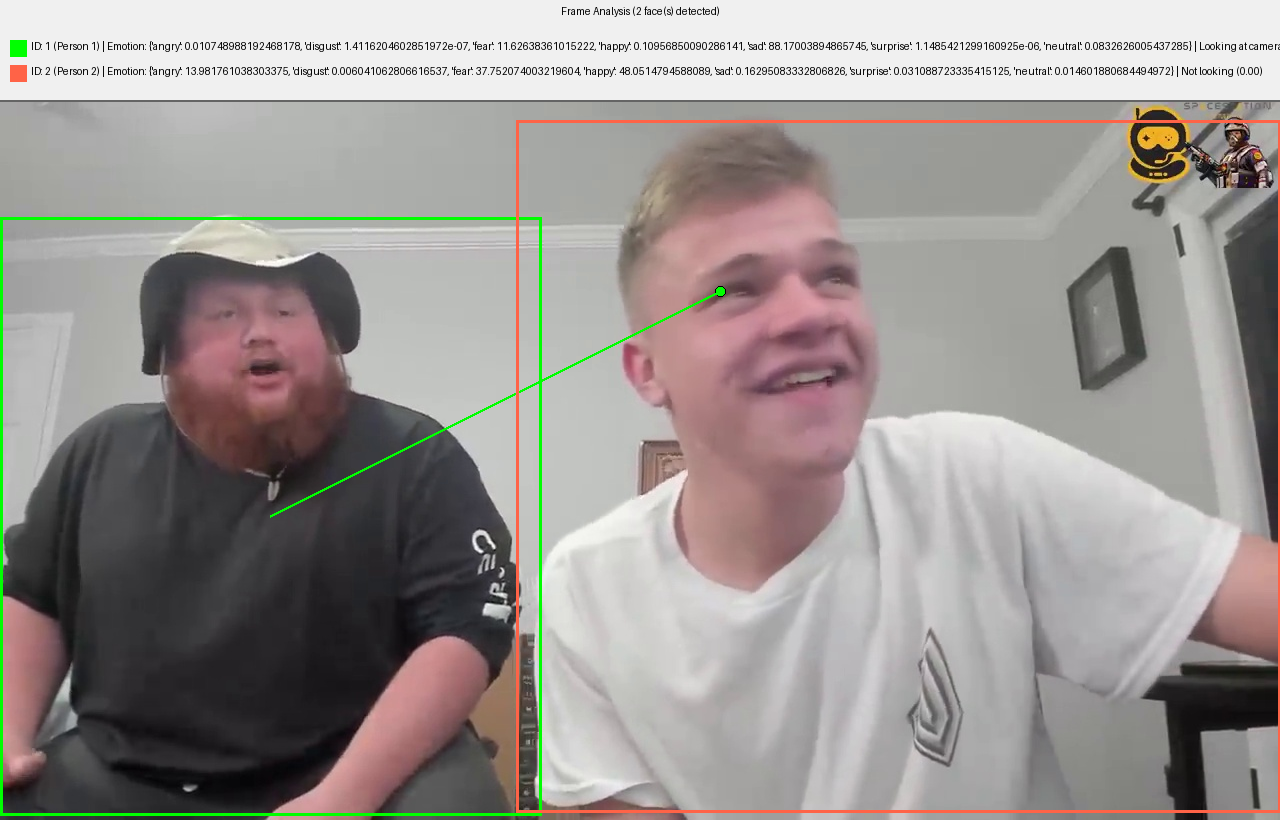 Frame Analysis (2 face(s) detected)
ID: 1 (Person 1) | Emotion: {'angry': 0.010748988192468178, 'disgust': 1.4116204602851972e-07, 'fear': 11.62638361015222, 'happy': 0.10956850090286141, 'sad': 88.17003894865745, 'surprise': 1.1485421299160925e-06, 'neutral': 0.0832626005437285} | Looking at camera
ID: 2 (Person 2) | Emotion: {'angry': 13.981761038303375, 'disgust': 0.006041062806616537, 'fear': 37.752074003219604, 'happy': 48.0514794588089, 'sad': 0.16295083332806826, 'surprise': 0.031088723335415125, 'neutral': 0.014601880684494972} | Not looking (0.00)